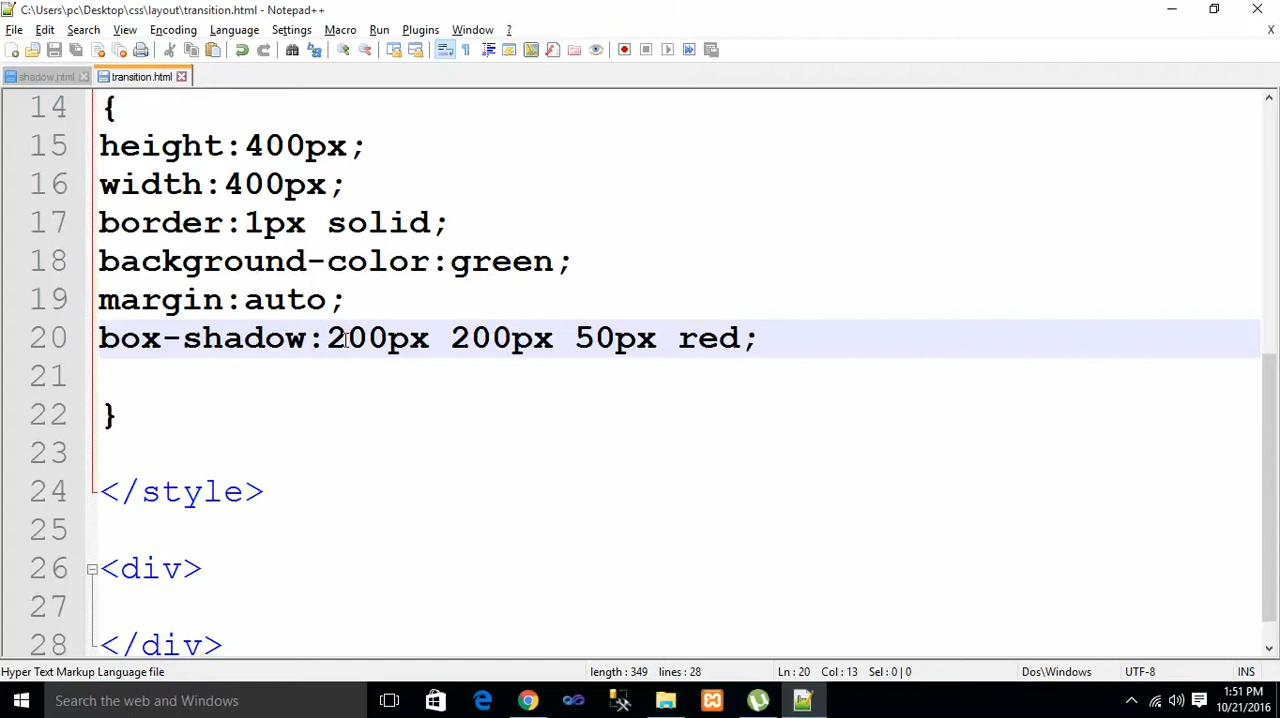 C:\Users\pc\Desktop\css\layout\transition.html - Notepad++
File Edit Search View Encoding Language Settings Macro Run Plugins Window ? X
shadow.html transition.html
14 {
15 height:400px;
16 width:400px;
17 border:1px solid;
18 background-color:green;
19 margin:auto;
20 box-shadow:200px 200px 50px red;
21
22 }
23
24 </style>
25
26 <div>
27
28 </div>
Hyper Text Markup Language file length : 349 lines : 28 Ln : 20 Col : 13 Sel : 0 | 0 Dos\Windows UTF-8 INS
Search the web and Windows 1:51 PM
10/21/2016